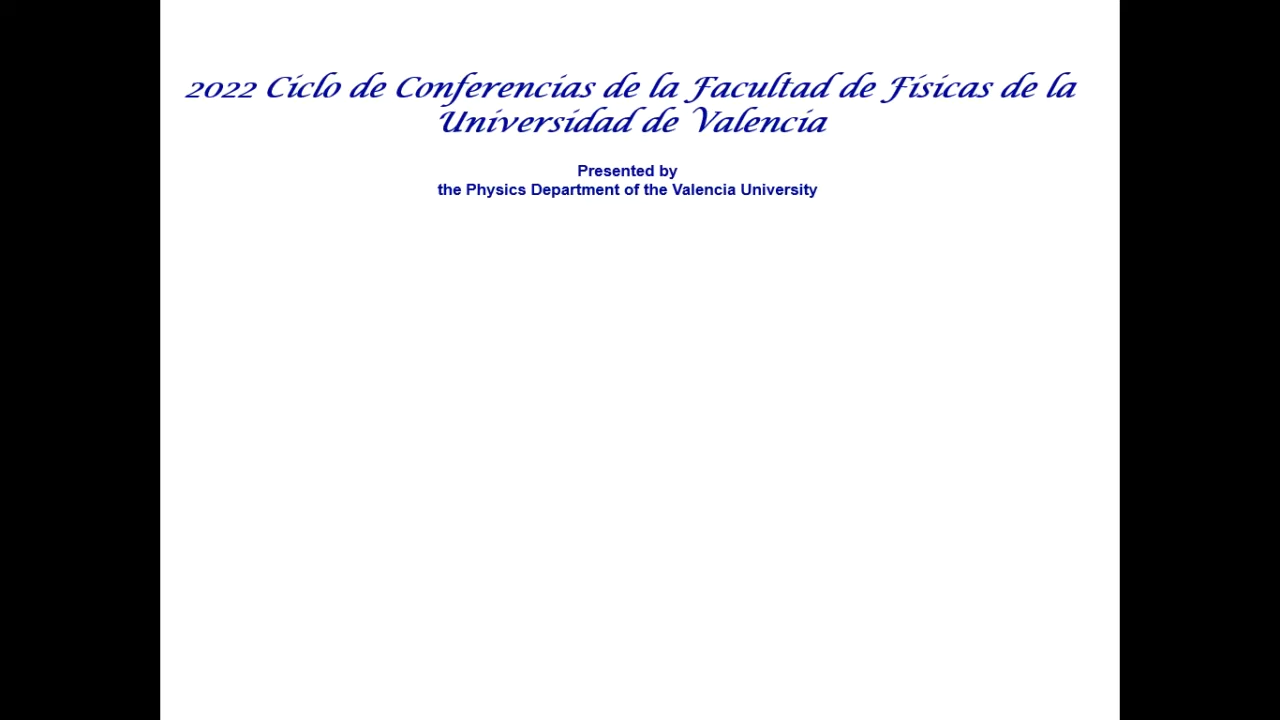 2022 Ciclo de Conferencias de la Facultad de Físicas de la
Universidad de Valencia
Presented by
the Physics Department of the Valencia University